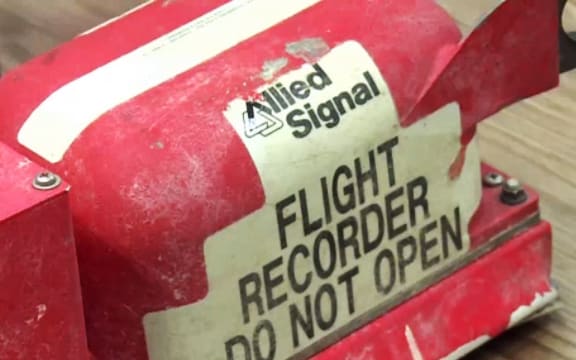 Allied
Signal
FLIGHT
RECORDER
DO NOT OPEN